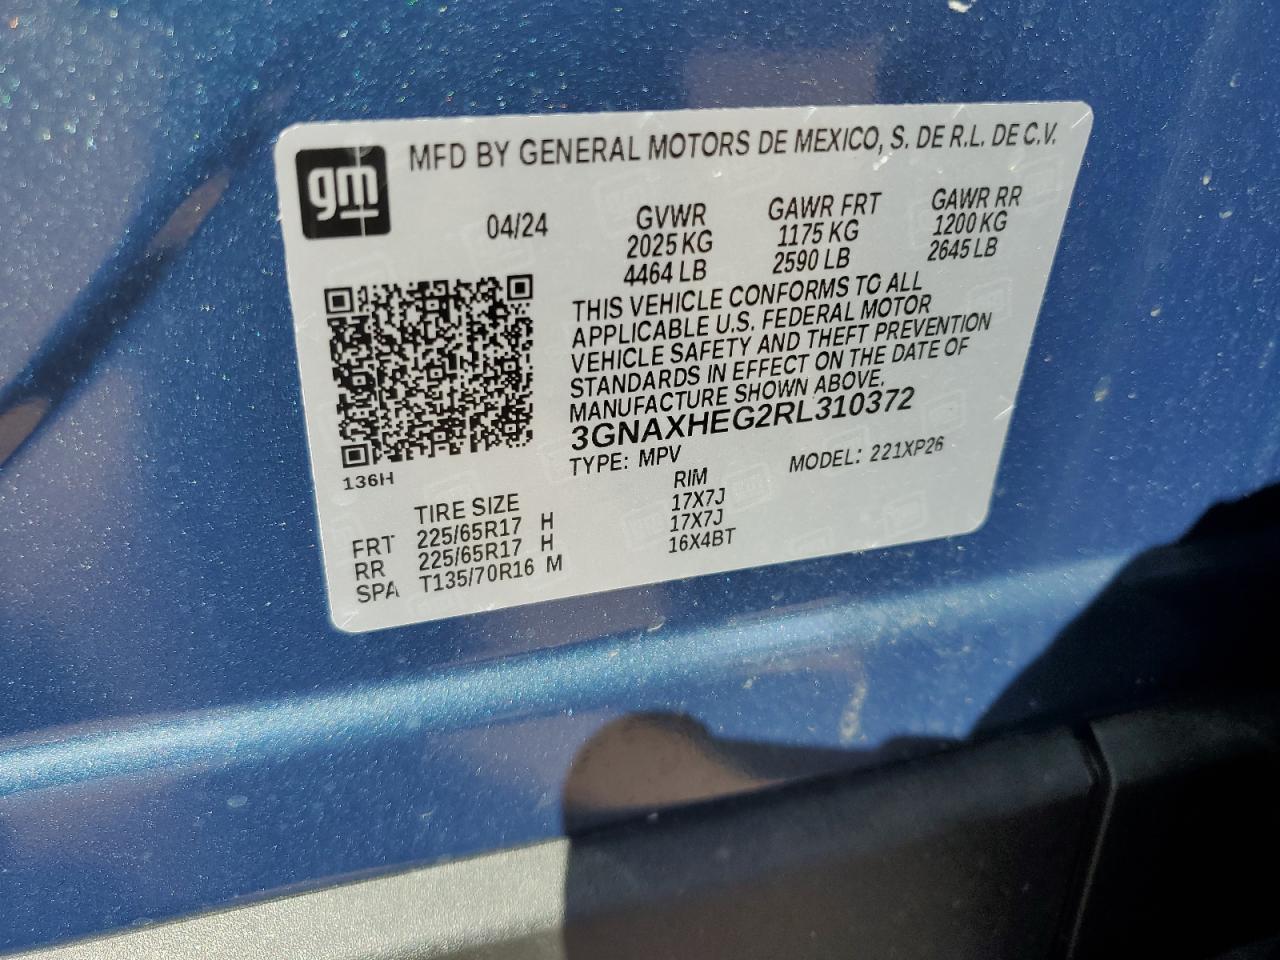 gm
MFD BY GENERAL MOTORS DE MEXICO, S. DE R.L. DE C.V.
04/24
GVWR
2025 KG
4464 LB
GAWR FRT
1175 KG
2590 LB
GAWR RR
1200 KG
2645 LB
THIS VEHICLE CONFORMS TO ALL
APPLICABLE U.S. FEDERAL MOTOR
VEHICLE SAFETY AND THEFT PREVENTION
STANDARDS IN EFFECT ON THE DATE OF
MANUFACTURE SHOWN ABOVE.
3GNAXHEG2RL310372
TYPE: MPV MODEL: 221XP26
136H
TIRE SIZE RIM
FRT 225/65R17 H 17X7J
RR 225/65R17 H 17X7J
SPA T135/70R16 M 16X4BT